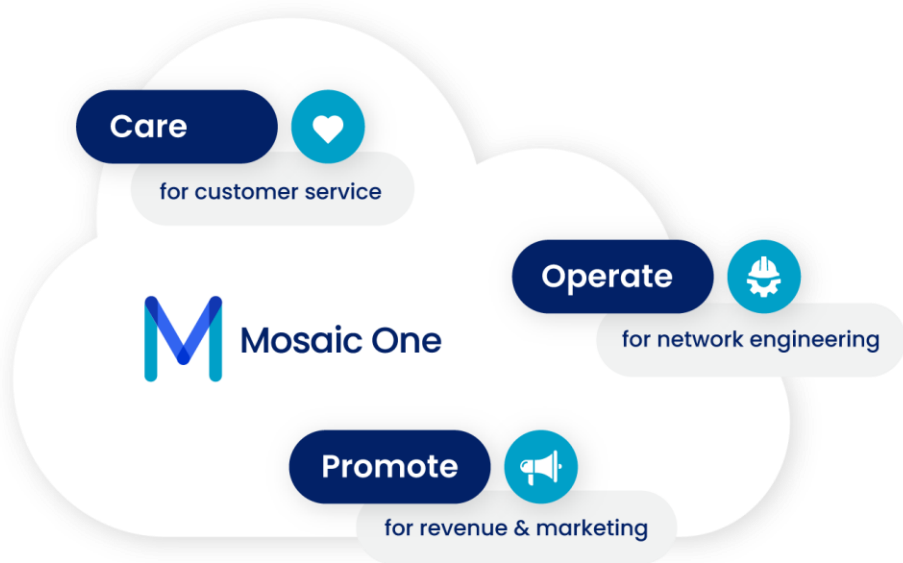 Care
for customer service
Operate
for network engineering
Mosaic One
Promote
for revenue & marketing